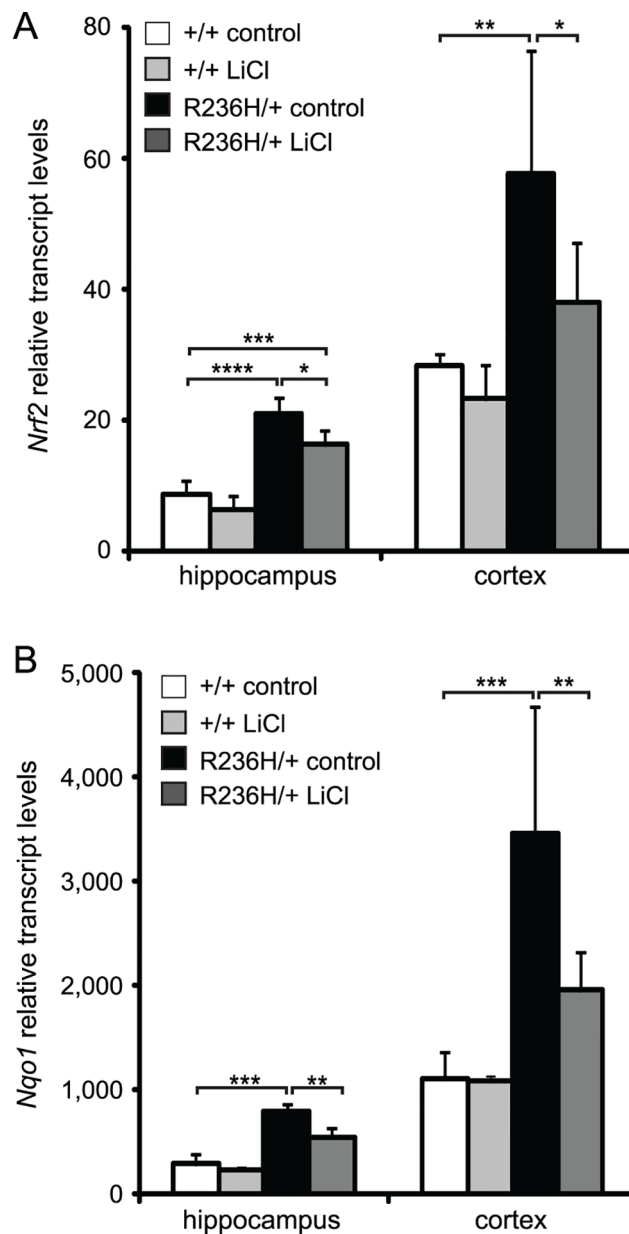 A
Nrf2 relative transcript levels
80
60
40
20
0
+/+ control
+/+ LiCl
R236H/+ control
R236H/+ LiCl
**
*
***
****
*
hippocampus
cortex
B
Nqo1 relative transcript levels
5,000
4,000
3,000
2,000
1,000
0
+/+ control
+/+ LiCl
R236H/+ control
R236H/+ LiCl
***
**
***
**
hippocampus
cortex